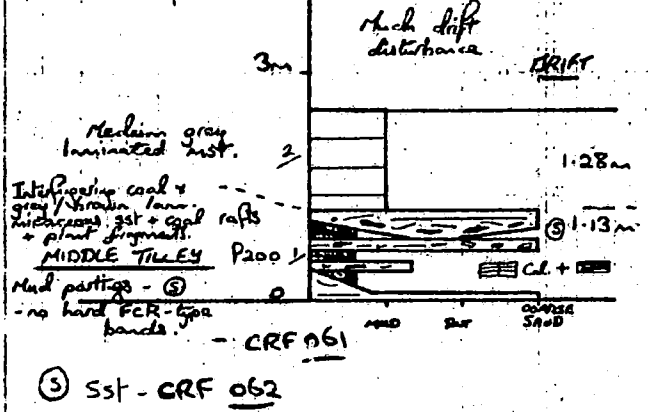 Much drift
disturbance
DRIFT
3m
Medium grey
laminated mst.
2
1.28m
Interfingering coal +
grey/brown lam.
micaceous sst + coal rafts
+ plant fragments.
S 1.13 m
MIDDLE TILLEY P200 1
Cal. +
Mud partings - S
- no hard FCR-type
bands.
0
MUD COARSE
SAND
- CRF 061
S Sst - CRF 062